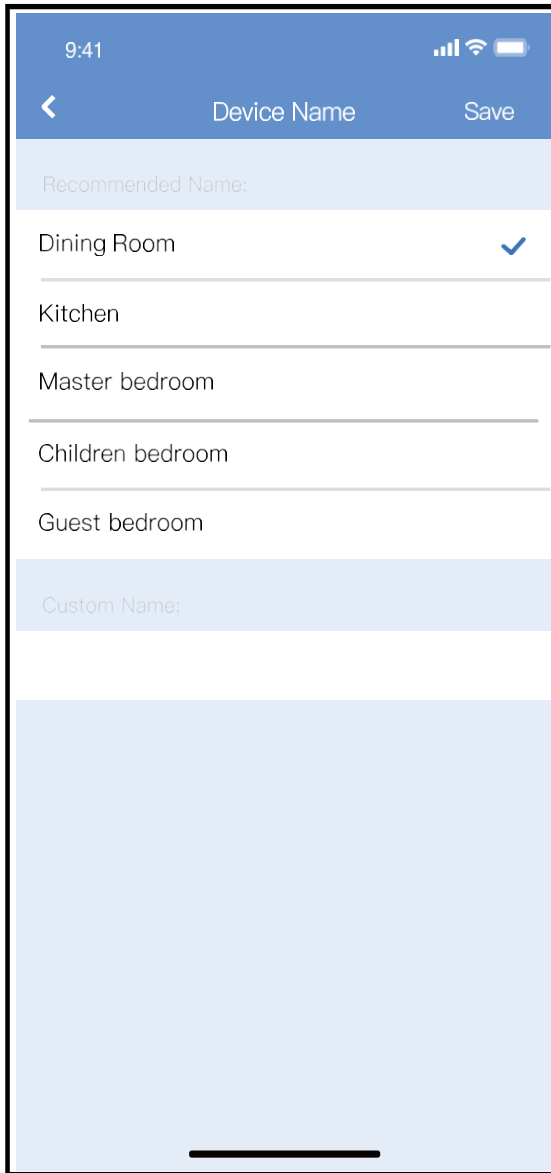 9:41
Device Name
Save
Recommended Name:
Dining Room
Kitchen
Master bedroom
Children bedroom
Guest bedroom
Custom Name: